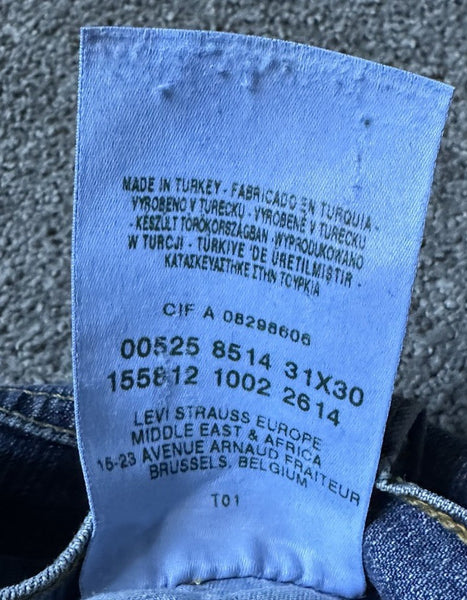 MADE IN TURKEY - FABRICADO EN TURQUIA -
VYROBENO V TURECKU - VYROBENÉ V TURECKU
- KÉSZÜLT TÖRÖKORSZÁGBAN - WYPRODUKOWANO
W TURCJI - TÜRKIYE 'DE ÜRETILMISTIR -
ΚΑΤΑΣΚΕΥΑΣΤΗΚΕ ΣΤΗΝ ΤΟΥΡΚΙΑ
CIF A 08298606
00525 8514 31X30
155812 1002 2614
LEVI STRAUSS EUROPE
MIDDLE EAST & AFRICA
15-23 AVENUE ARNAUD FRAITEUR
BRUSSELS, BELGIUM
T01